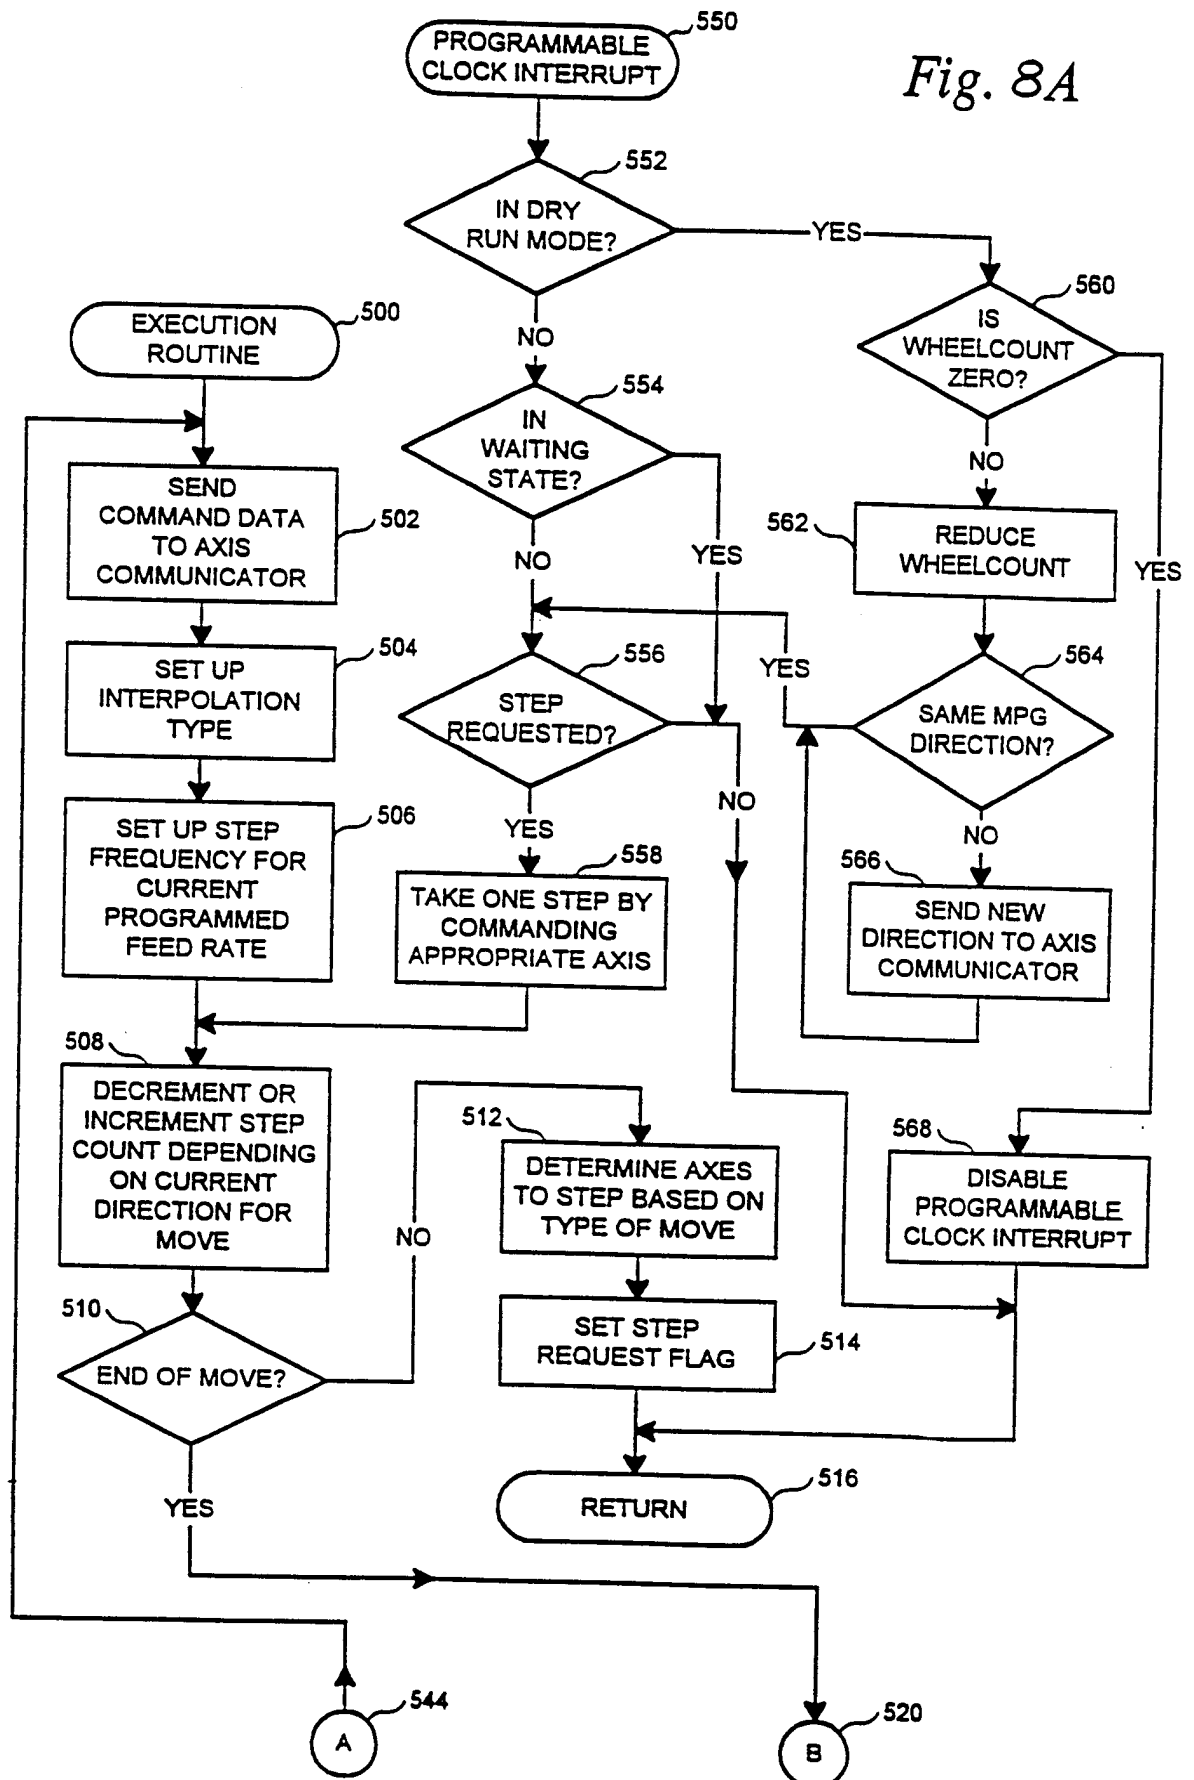 550
PROGRAMMABLE
CLOCK INTERRUPT
Fig. 8A
552
IN DRY
RUN MODE?
YES
560
IS
WHEELCOUNT
ZERO?
500
EXECUTION
ROUTINE
NO
554
IN
WAITING
STATE?
NO
YES
SEND
COMMAND DATA
TO AXIS
COMMUNICATOR
502
562
REDUCE
WHEELCOUNT
NO
YES
504
SET UP
INTERPOLATION
TYPE
556
STEP
REQUESTED?
YES
564
SAME MPG
DIRECTION?
NO
YES
NO
506
SET UP STEP
FREQUENCY FOR
CURRENT
PROGRAMMED
FEED RATE
558
TAKE ONE STEP BY
COMMANDING
APPROPRIATE AXIS
566
SEND NEW
DIRECTION TO AXIS
COMMUNICATOR
508
DECREMENT OR
INCREMENT STEP
COUNT DEPENDING
ON CURRENT
DIRECTION FOR
MOVE
NO
512
DETERMINE AXES
TO STEP BASED ON
TYPE OF MOVE
568
DISABLE
PROGRAMMABLE
CLOCK INTERRUPT
510
END OF MOVE?
SET STEP
REQUEST FLAG
514
YES
RETURN
516
A
544
B
520